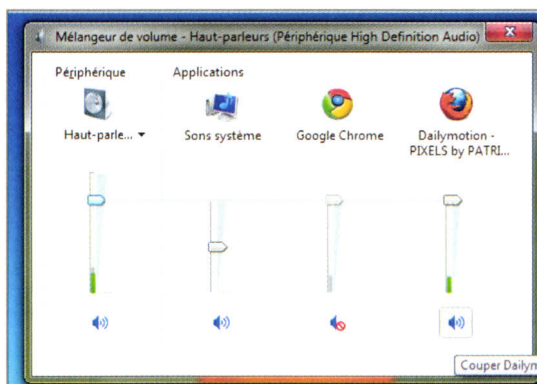 Mélangeur de volume - Haut-parleurs (Périphérique High Definition Audio)
Périphérique
Applications
Haut-parle...
Sons système
Google Chrome
Dailymotion -
PIXELS by PATRI...
Couper Dailym